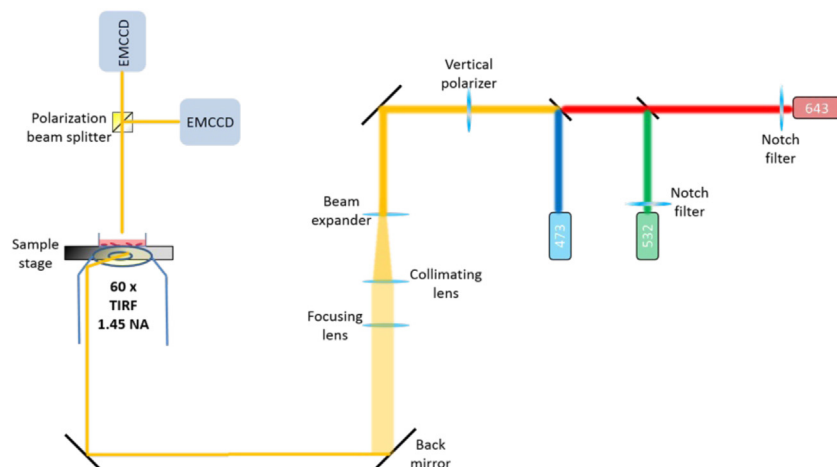 EMCCD
Polarization
beam splitter
EMCCD
Vertical
polarizer
643
Notch
filter
Notch
filter
473
532
Beam
expander
Sample
stage
60 x
TIRF
1.45 NA
Collimating
lens
Focusing
lens
Back
mirror